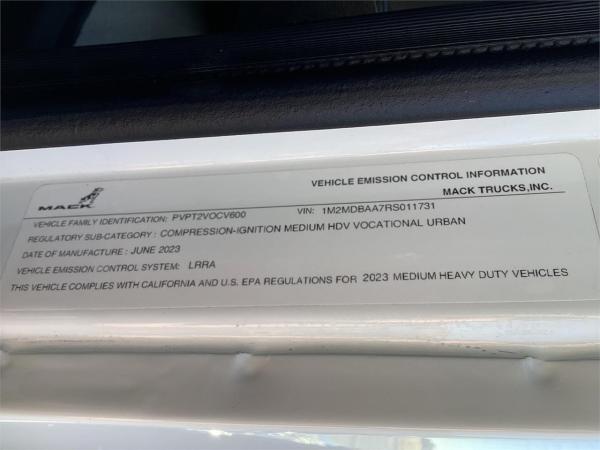 VEHICLE EMISSION CONTROL INFORMATION
MACK MACK TRUCKS,INC.
VEHICLE FAMILY IDENTIFICATION: PVPT2VOCV600 VIN: 1M2MDBAA7RS011731
REGULATORY SUB-CATEGORY : COMPRESSION-IGNITION MEDIUM HDV VOCATIONAL URBAN
DATE OF MANUFACTURE : JUNE 2023
VEHICLE EMISSION CONTROL SYSTEM: LRRA
THIS VEHICLE COMPLIES WITH CALIFORNIA AND U.S. EPA REGULATIONS FOR 2023 MEDIUM HEAVY DUTY VEHICLES